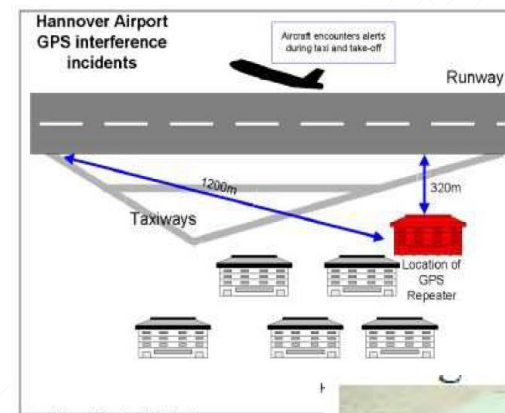 Hannover Airport
GPS interference
incidents
Aircraft encounters alerts
during taxi and take-off
Runway
1200m
320m
Taxiways
Location of
GPS
Repeater